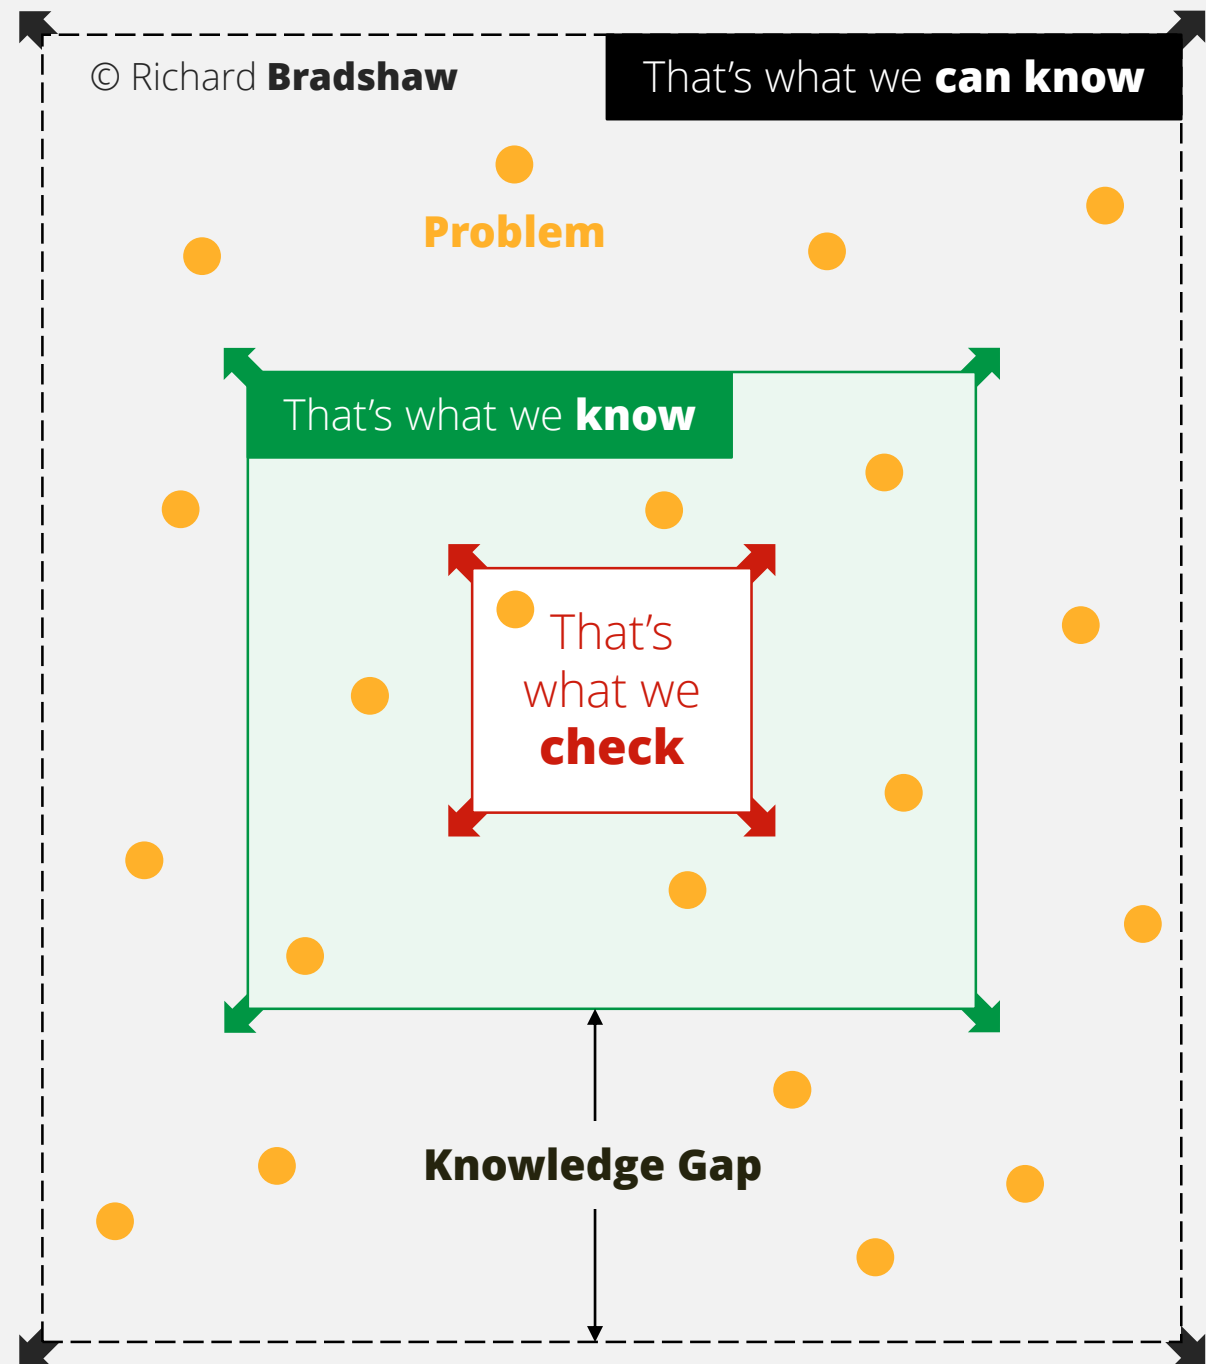 © Richard Bradshaw
That’s what we can know
Problem
That’s what we know
That’s
what we
check
Knowledge Gap